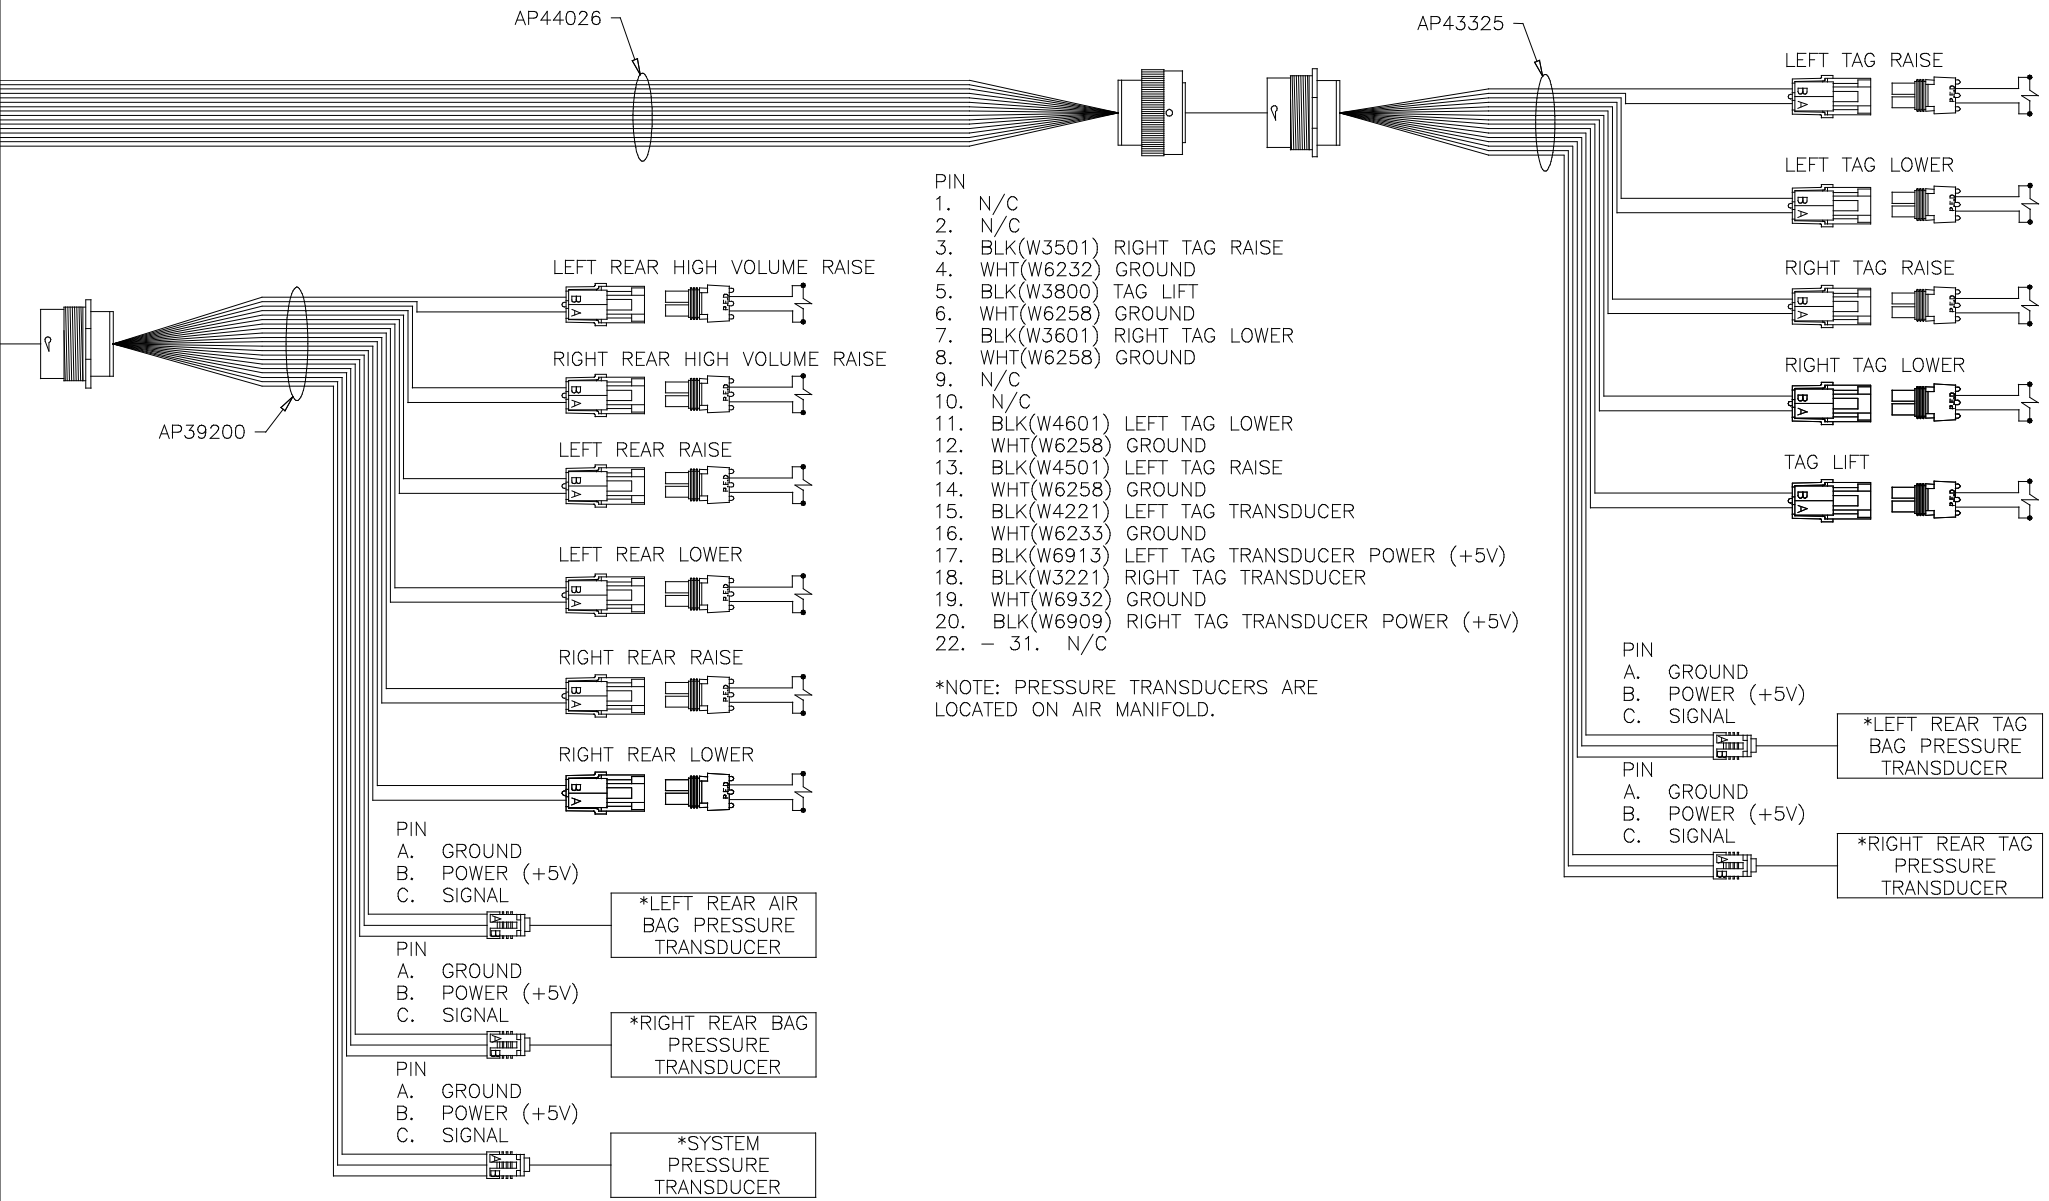 AP44026
AP43325
LEFT TAG RAISE
B
A
P.E.D
LEFT TAG LOWER
B
A
P.E.D
RIGHT TAG RAISE
B
A
P.E.D
RIGHT TAG LOWER
B
A
P.E.D
TAG LIFT
B
A
P.E.D
PIN
1. N/C
2. N/C
3. BLK(W3501) RIGHT TAG RAISE
4. WHT(W6232) GROUND
5. BLK(W3800) TAG LIFT
6. WHT(W6258) GROUND
7. BLK(W3601) RIGHT TAG LOWER
8. WHT(W6258) GROUND
9. N/C
10. N/C
11. BLK(W4601) LEFT TAG LOWER
12. WHT(W6258) GROUND
13. BLK(W4501) LEFT TAG RAISE
14. WHT(W6258) GROUND
15. BLK(W4221) LEFT TAG TRANSDUCER
16. WHT(W6233) GROUND
17. BLK(W6913) LEFT TAG TRANSDUCER POWER (+5V)
18. BLK(W3221) RIGHT TAG TRANSDUCER
19. WHT(W6932) GROUND
20. BLK(W6909) RIGHT TAG TRANSDUCER POWER (+5V)
22. – 31. N/C
*NOTE: PRESSURE TRANSDUCERS ARE
LOCATED ON AIR MANIFOLD.
AP39200
LEFT REAR HIGH VOLUME RAISE
B
A
P.E.D
RIGHT REAR HIGH VOLUME RAISE
B
A
P.E.D
LEFT REAR RAISE
B
A
P.E.D
LEFT REAR LOWER
B
A
P.E.D
RIGHT REAR RAISE
B
A
P.E.D
RIGHT REAR LOWER
B
A
P.E.D
PIN
A. GROUND
B. POWER (+5V)
C. SIGNAL
A
B
*LEFT REAR AIR
BAG PRESSURE
TRANSDUCER
PIN
A. GROUND
B. POWER (+5V)
C. SIGNAL
A
B
*RIGHT REAR BAG
PRESSURE
TRANSDUCER
PIN
A. GROUND
B. POWER (+5V)
C. SIGNAL
A
B
*SYSTEM
PRESSURE
TRANSDUCER
PIN
A. GROUND
B. POWER (+5V)
C. SIGNAL
A
B
*LEFT REAR TAG
BAG PRESSURE
TRANSDUCER
PIN
A. GROUND
B. POWER (+5V)
C. SIGNAL
A
B
*RIGHT REAR TAG
PRESSURE
TRANSDUCER